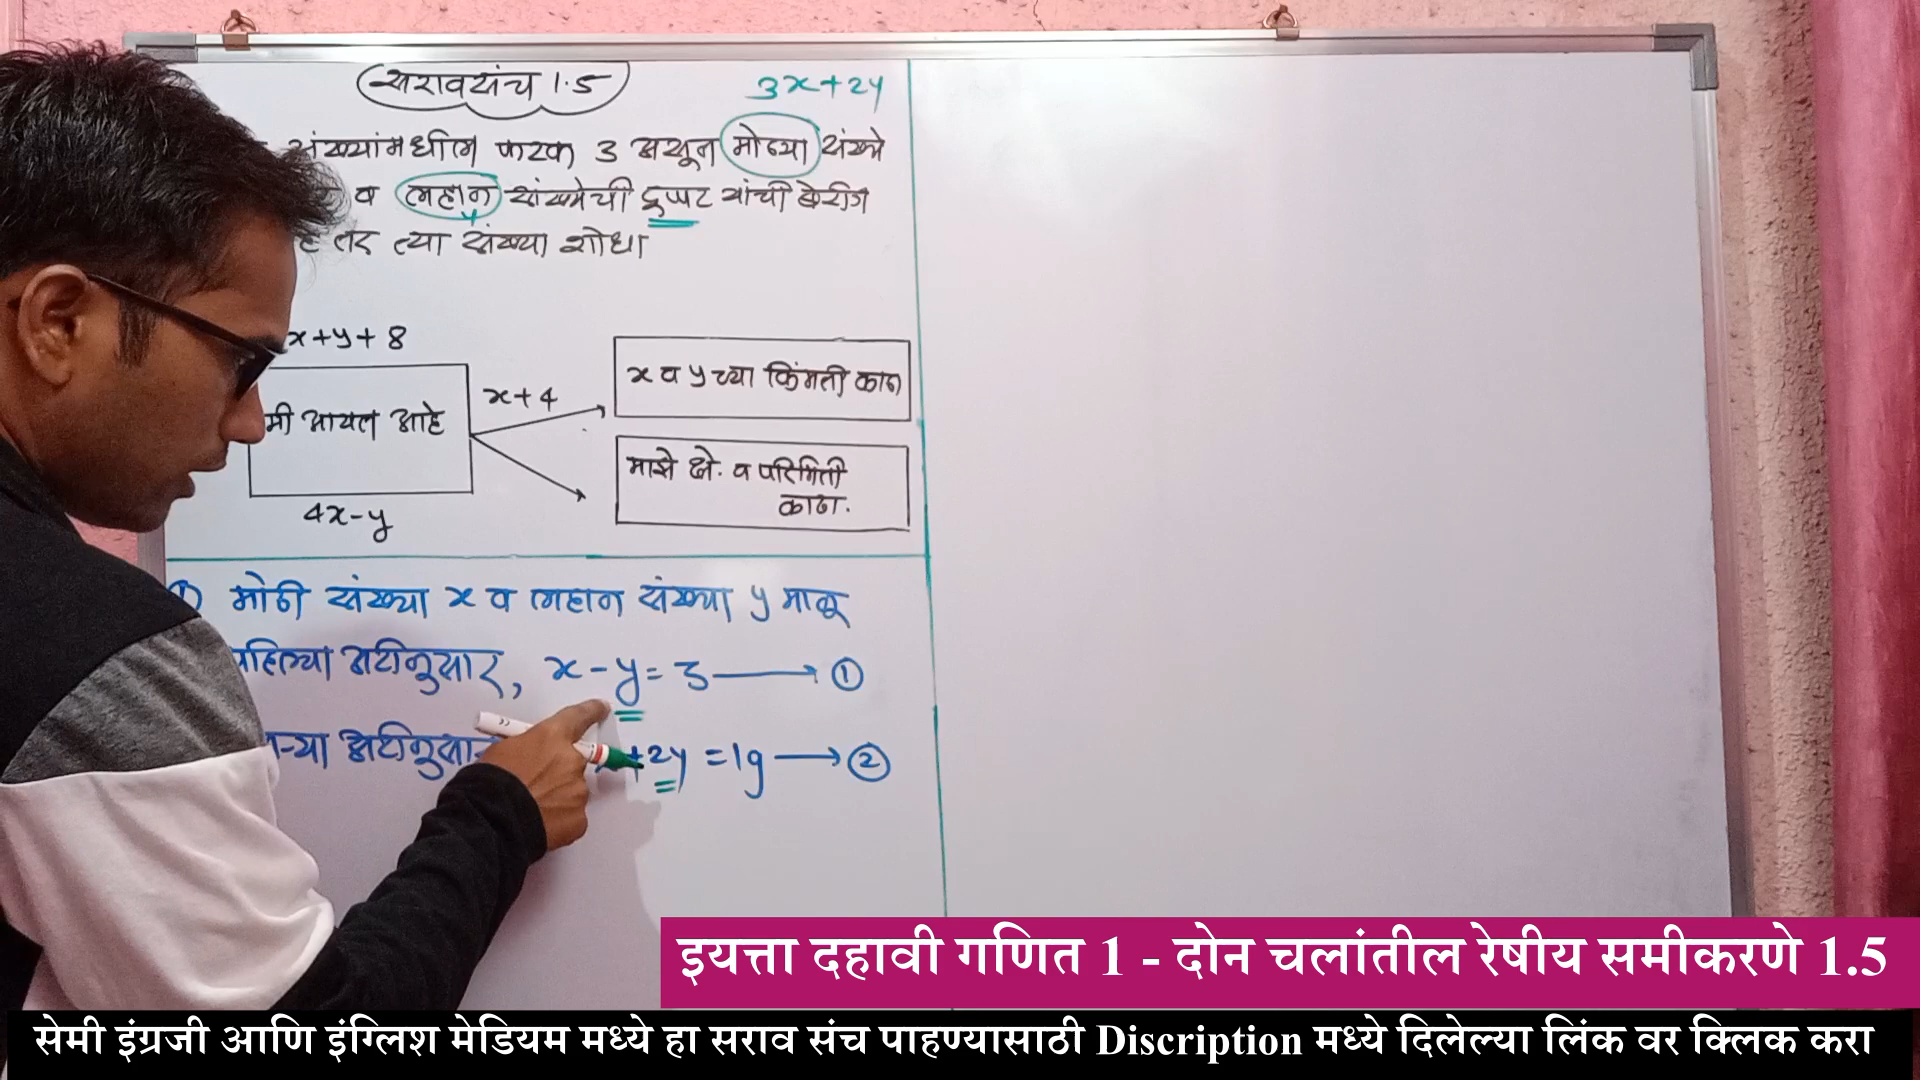 सरावसंच 1.5
3x+2y
संख्यांमधील फरक 3 असून मोठ्या संख्ये
व लहान संख्येची दुप्पट यांची बेरीज
y
तर त्या संख्या शोधा
x+y+8
मी आयत आहे
x+4
4x-y
x व y च्या किंमती काढा
माझे क्षे. व परिमिती
काढा.
मोठी संख्या x व लहान संख्या y मानू
पहिल्या अटीनुसार, x-y=3 ①
अटीनुसार +2y =19 ②
इयत्ता दहावी गणित 1 - दोन चलांतील रेषीय समीकरणे 1.5
सेमी इंग्रजी आणि इंग्लिश मेडियम मध्ये हा सराव संच पाहण्यासाठी Discription मध्ये दिलेल्या लिंक वर क्लिक करा